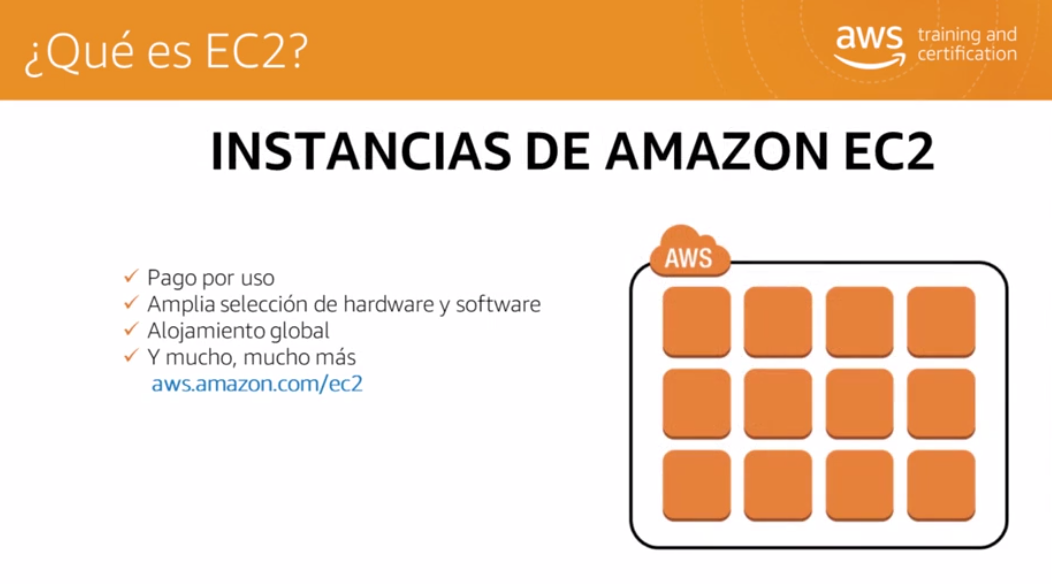 ¿Qué es EC2?
aws training and
certification
INSTANCIAS DE AMAZON EC2
✓ Pago por uso
✓ Amplia selección de hardware y software
✓ Alojamiento global
✓ Y mucho, mucho más
aws.amazon.com/ec2
AWS